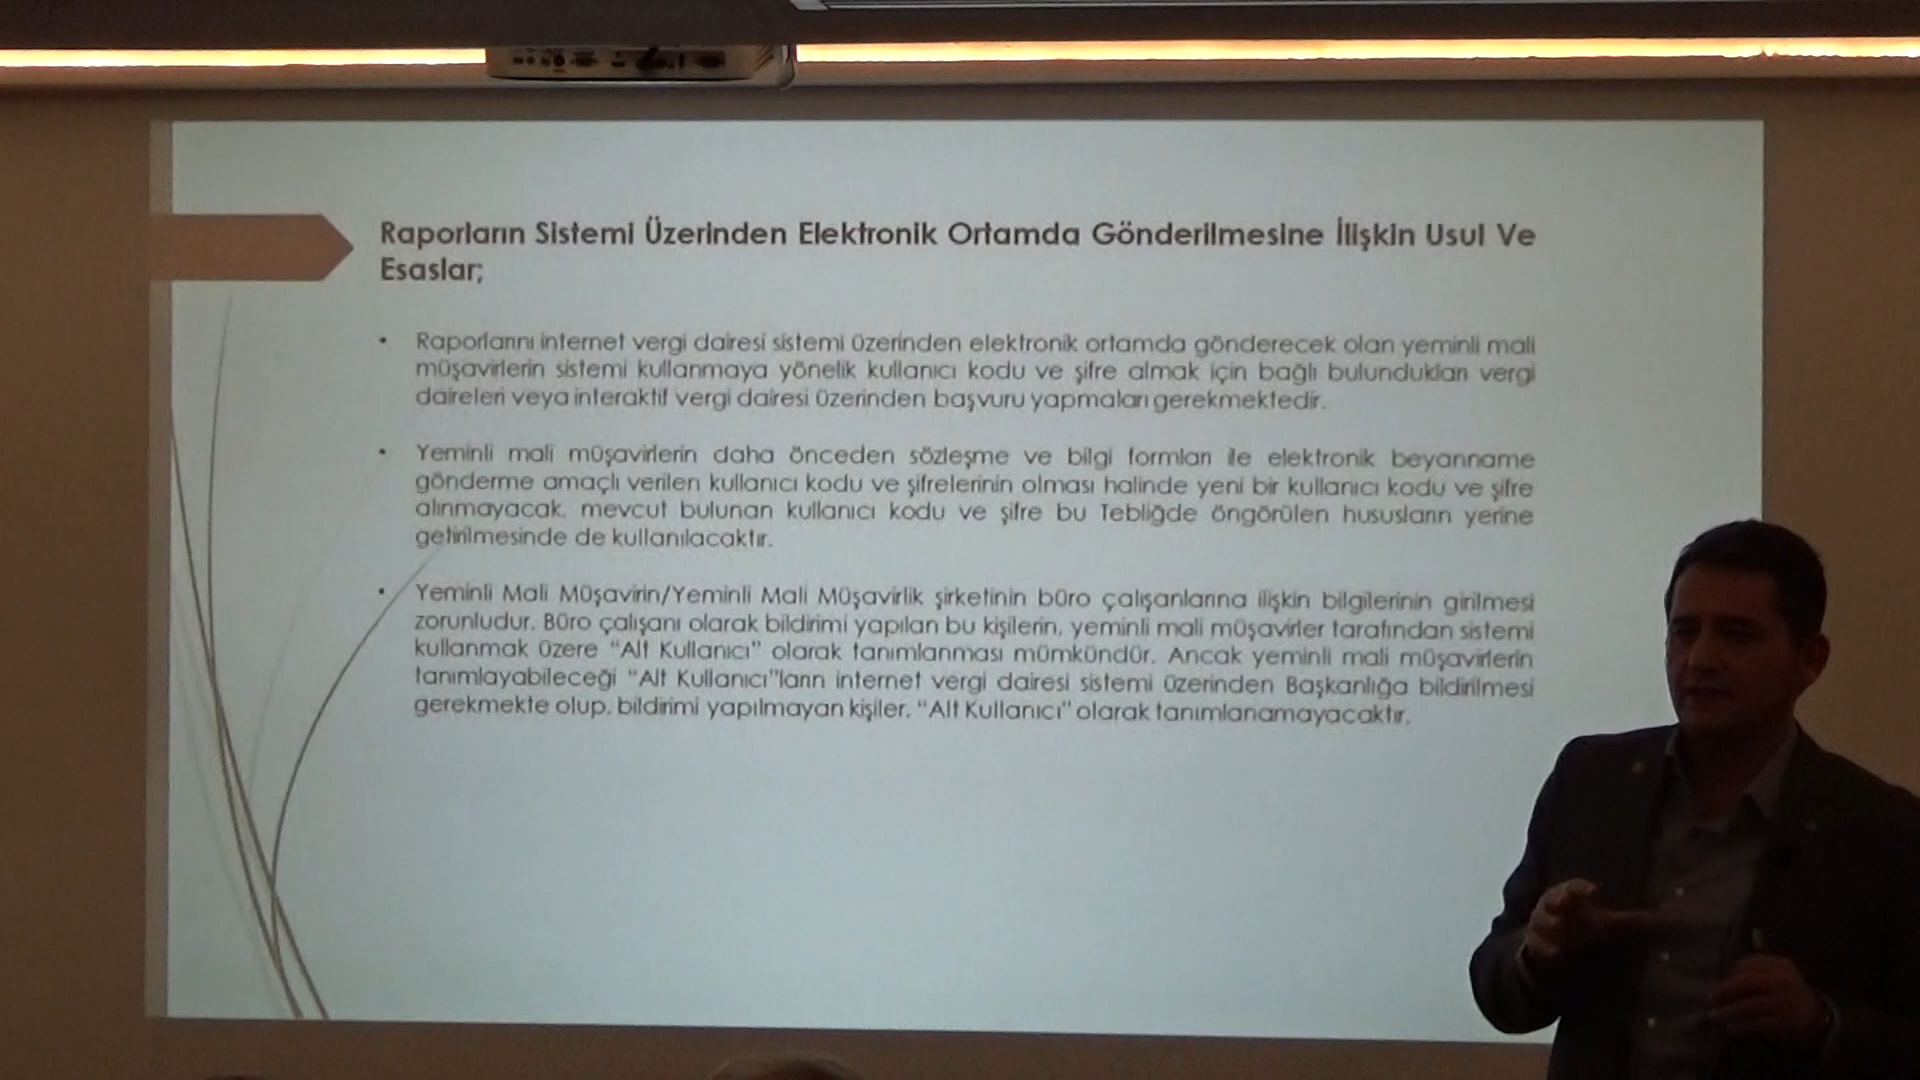 Raporların Sistemi Üzerinden Elektronik Ortamda Gönderilmesine İlişkin Usul Ve
Esaslar;
• Raporlarını internet vergi dairesi sistemi üzerinden elektronik ortamda gönderecek olan yeminli mali
müşavirlerin sistemi kullanmaya yönelik kullanıcı kodu ve şifre almak için bağlı bulundukları vergi
daireleri veya interaktif vergi dairesi üzerinden başvuru yapmaları gerekmektedir.
• Yeminli mali müşavirlerin daha önceden sözleşme ve bilgi formları ile elektronik beyanname
gönderme amaçlı verilen kullanıcı kodu ve şifrelerinin olması halinde yeni bir kullanıcı kodu ve şifre
alınmayacak, mevcut bulunan kullanıcı kodu ve şifre bu Tebliğde öngörülen hususların yerine
getirilmesinde de kullanılacaktır.
• Yeminli Mali Müşavirin/Yeminli Mali Müşavirlik şirketinin büro çalışanlarına ilişkin bilgilerinin girilmesi
zorunludur. Büro çalışanı olarak bildirimi yapılan bu kişilerin, yeminli mali müşavirler tarafından sistemi
kullanmak üzere “Alt Kullanıcı” olarak tanımlanması mümkündür. Ancak yeminli mali müşavirlerin
tanımlayabileceği “Alt Kullanıcı”ların internet vergi dairesi sistemi üzerinden Başkanlığa bildirilmesi
gerekmekte olup, bildirimi yapılmayan kişiler, “Alt Kullanıcı” olarak tanımlanamayacaktır.